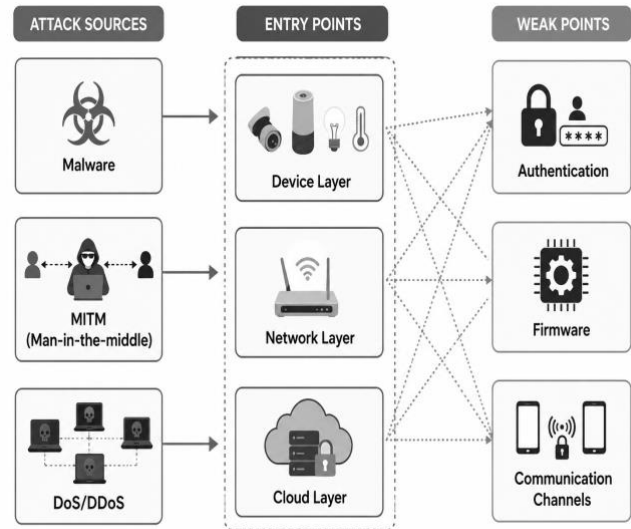 ATTACK SOURCES
ENTRY POINTS
WEAK POINTS
Malware
Device Layer
****
Authentication
MITM
(Man-in-the-middle)
Network Layer
Firmware
DoS/DDoS
Cloud Layer
Communication
Channels